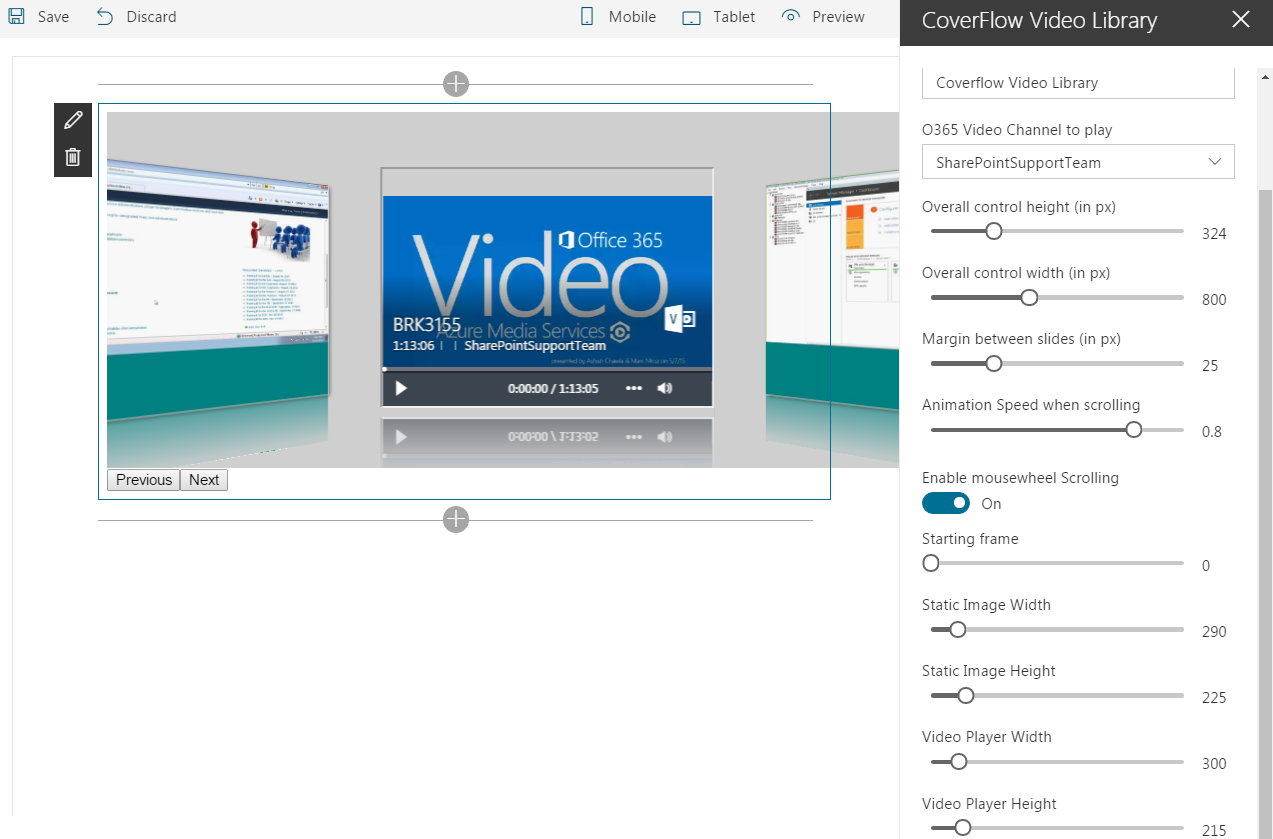 Save
Discard
Mobile
Tablet
Preview
CoverFlow Video Library
Coverflow Video Library
O365 Video Channel to play
SharePointSupportTeam
Overall control height (in px)
324
Overall control width (in px)
800
Margin between slides (in px)
25
Animation Speed when scrolling
0.8
Enable mousewheel Scrolling
On
Starting frame
0
Static Image Width
290
Static Image Height
225
Video Player Width
300
Video Player Height
215
Office 365
Video
BRK3155
Azure Media Services
1:13:06 | | SharePointSupportTeam
0:00:00 / 1:13:05
Previous
Next